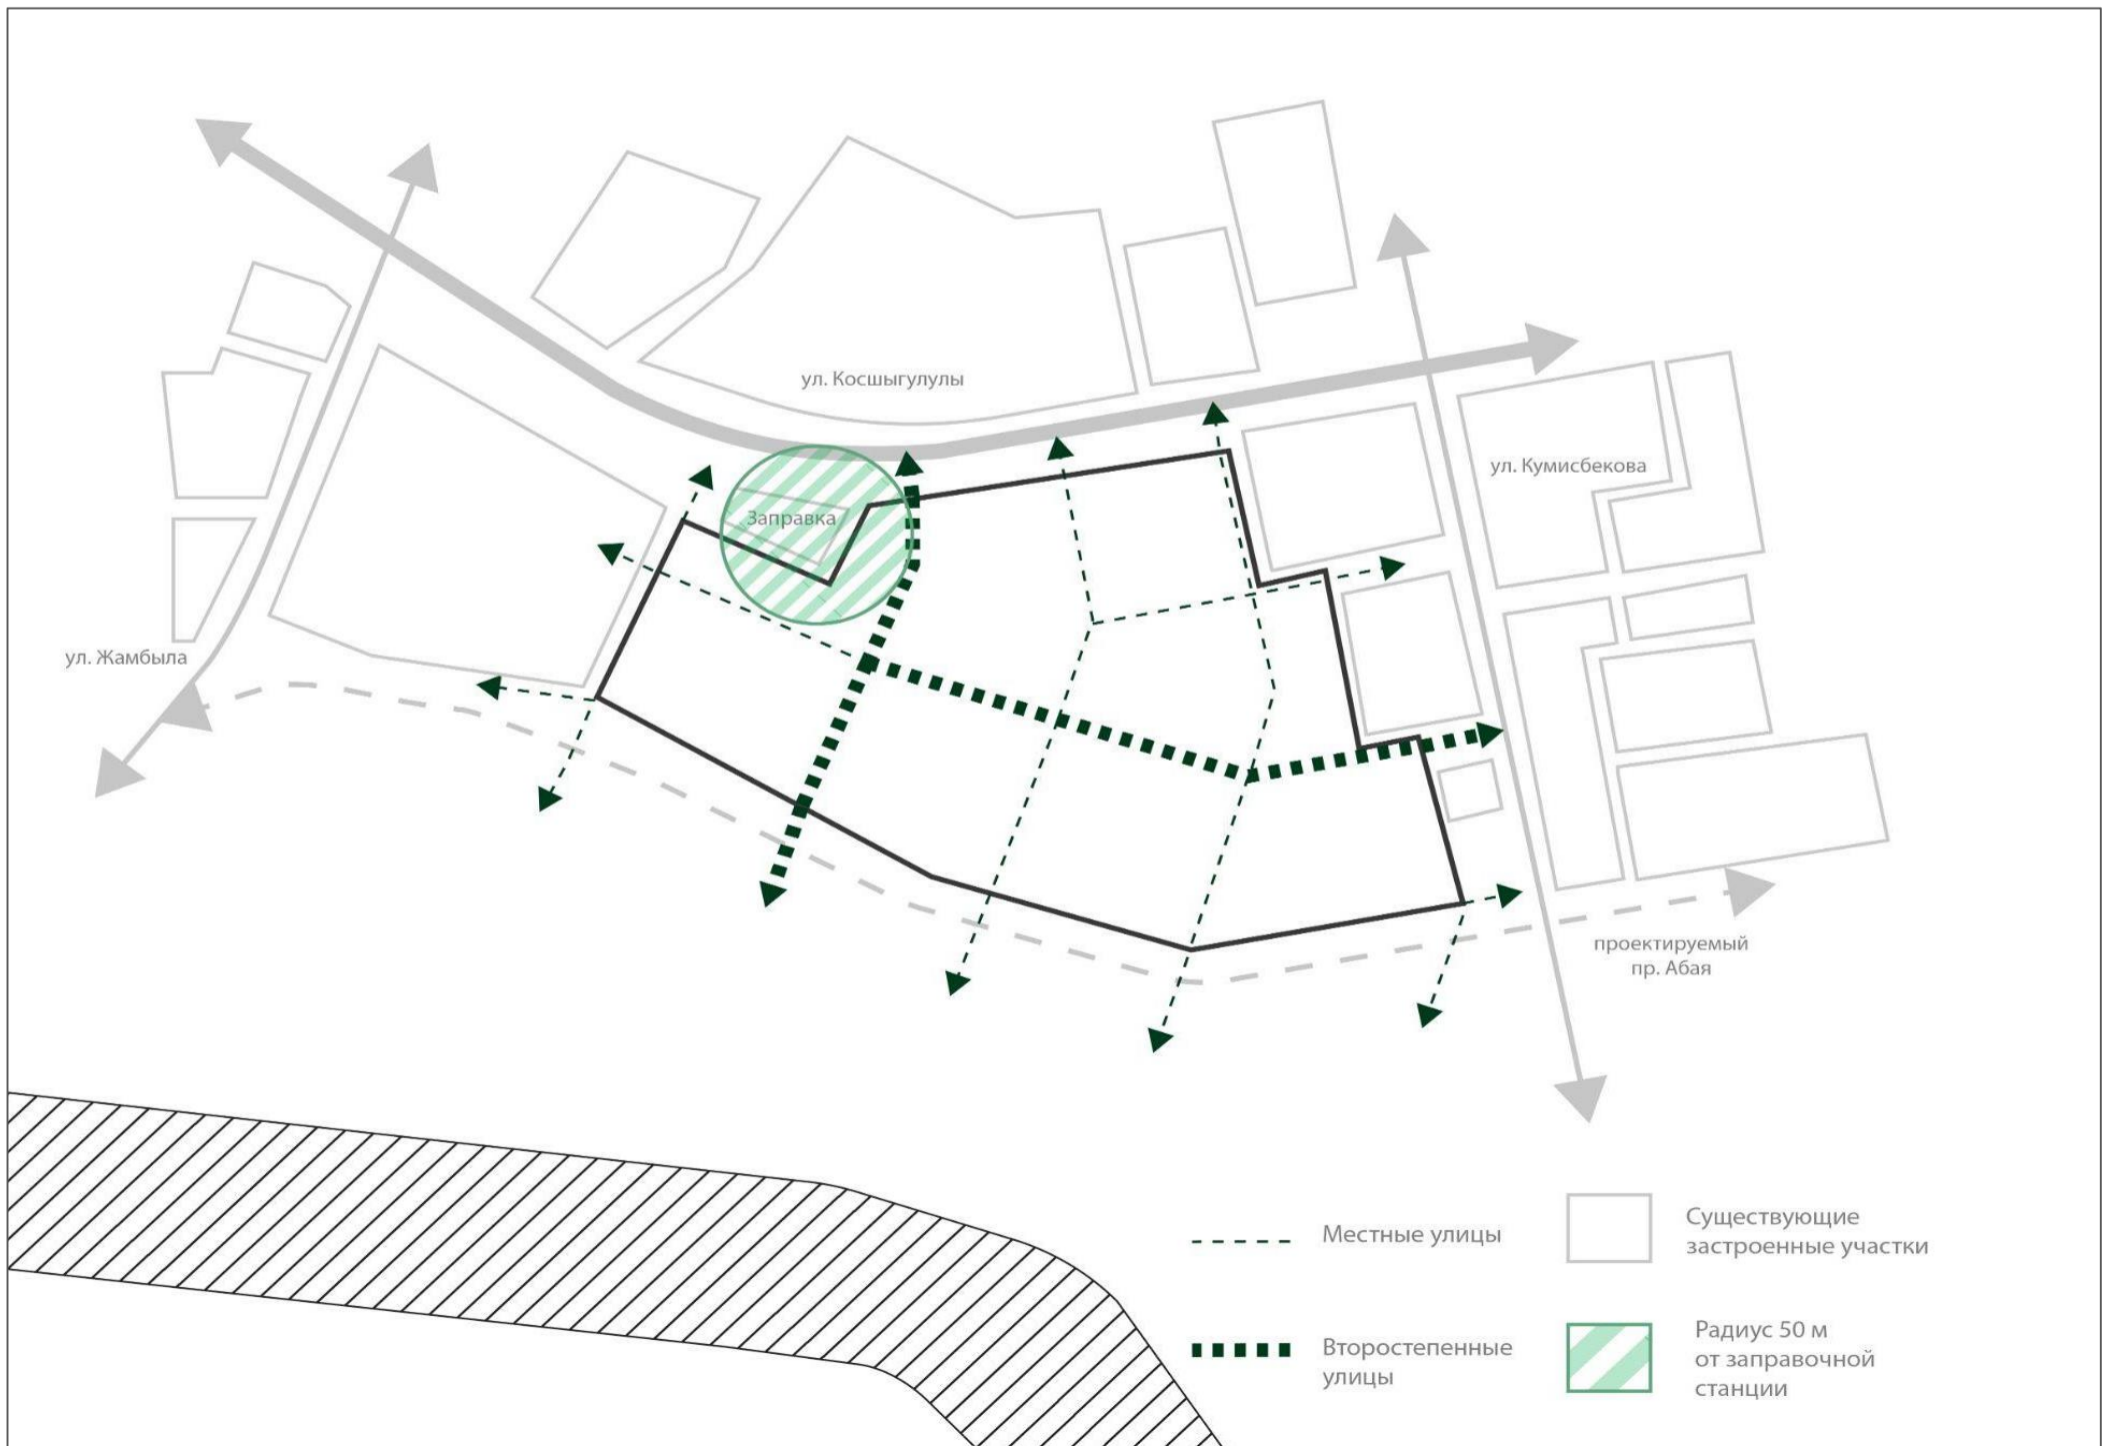 ул. Косшыгулулы
ул. Кумисбекова
Заправка
ул. Жамбыла
проектируемый
пр. Абая
Местные улицы
Второстепенные
улицы
Существующие
застроенные участки
Радиус 50 м
от заправочной
станции